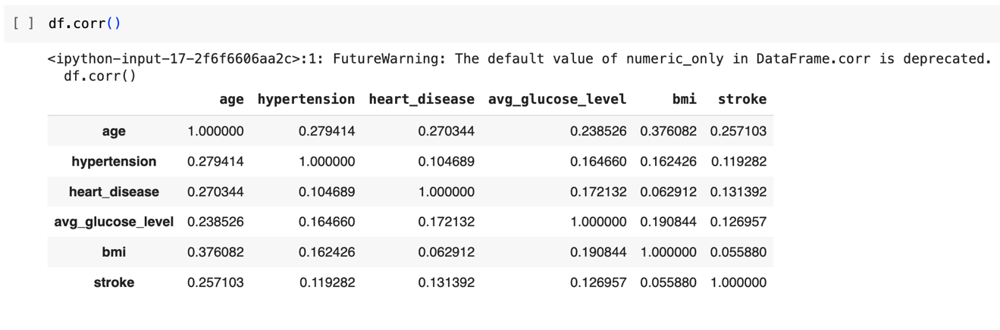 [ ] df.corr()
<ipython-input-17-2f6f6606aa2c>:1: FutureWarning: The default value of numeric_only in DataFrame.corr is deprecated.
df.corr()
age hypertension heart_disease avg_glucose_level bmi stroke
age 1.000000 0.279414 0.270344 0.238526 0.376082 0.257103
hypertension 0.279414 1.000000 0.104689 0.164660 0.162426 0.119282
heart_disease 0.270344 0.104689 1.000000 0.172132 0.062912 0.131392
avg_glucose_level 0.238526 0.164660 0.172132 1.000000 0.190844 0.126957
bmi 0.376082 0.162426 0.062912 0.190844 1.000000 0.055880
stroke 0.257103 0.119282 0.131392 0.126957 0.055880 1.000000